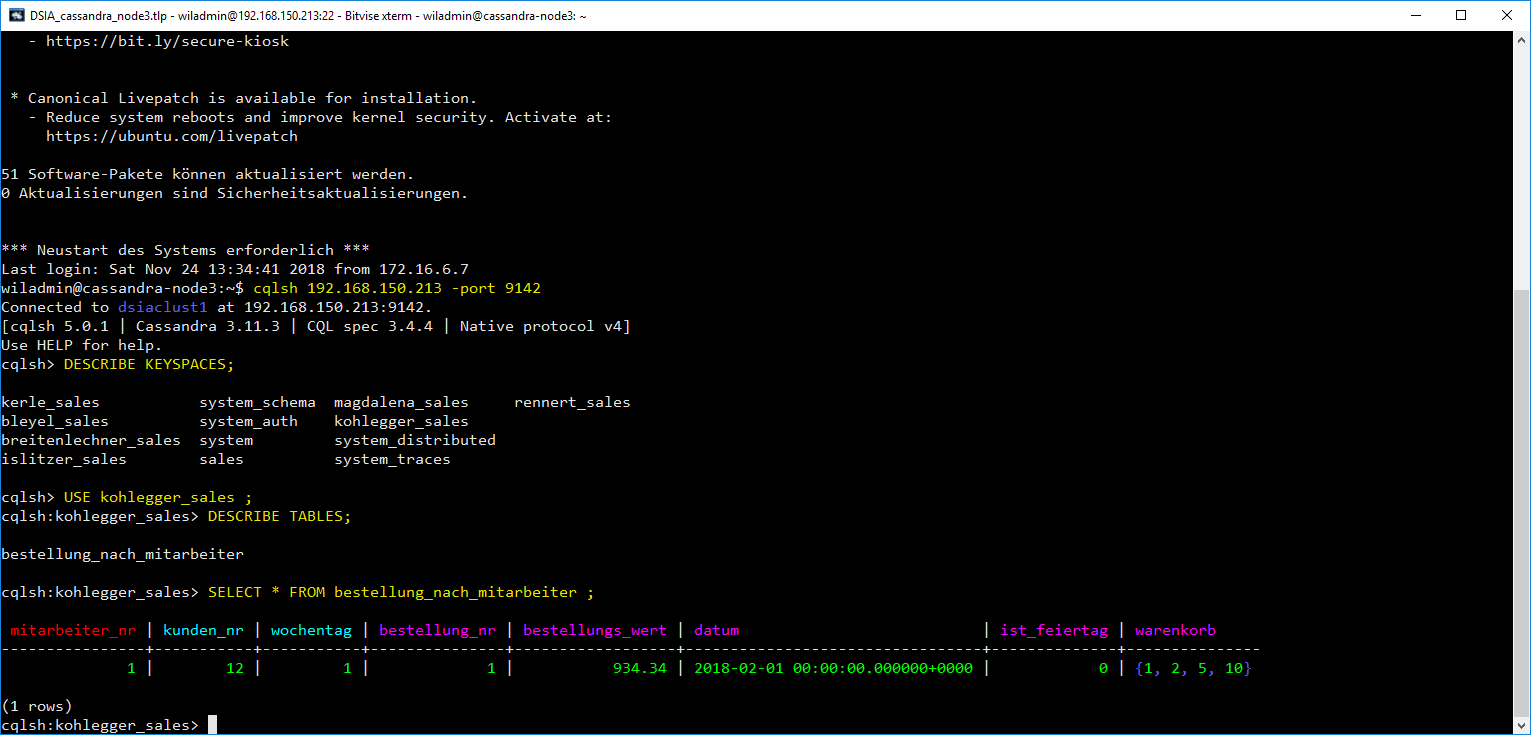 DSIA_cassandra_node3.tlp - wiladmin@192.168.150.213:22 - Bitvise xterm - wiladmin@cassandra-node3: ~
- https://bit.ly/secure-kiosk
* Canonical Livepatch is available for installation.
- Reduce system reboots and improve kernel security. Activate at:
https://ubuntu.com/livepatch
51 Software-Pakete können aktualisiert werden.
0 Aktualisierungen sind Sicherheitsaktualisierungen.
*** Neustart des Systems erforderlich ***
Last login: Sat Nov 24 13:34:41 2018 from 172.16.6.7
wiladmin@cassandra-node3:~$ cqlsh 192.168.150.213 -port 9142
Connected to dsiaclust1 at 192.168.150.213:9142.
[cqlsh 5.0.1 | Cassandra 3.11.3 | CQL spec 3.4.4 | Native protocol v4]
Use HELP for help.
cqlsh> DESCRIBE KEYSPACES;
kerle_sales system_schema magdalena_sales rennert_sales
bleyel_sales system_auth kohlegger_sales
breitenlechner_sales system system_distributed
islitzer_sales sales system_traces
cqlsh> USE kohlegger_sales ;
cqlsh:kohlegger_sales> DESCRIBE TABLES;
bestellung_nach_mitarbeiter
cqlsh:kohlegger_sales> SELECT * FROM bestellung_nach_mitarbeiter ;
mitarbeiter_nr | kunden_nr | wochentag | bestellung_nr | bestellungs_wert | datum | ist_feiertag | warenkorb
----------------+-----------+-----------+---------------+------------------+---------------------------------+--------------+---------------
1 | 12 | 1 | 1 | 934.34 | 2018-02-01 00:00:00.000000+0000 | 0 | {1, 2, 5, 10}
(1 rows)
cqlsh:kohlegger_sales>